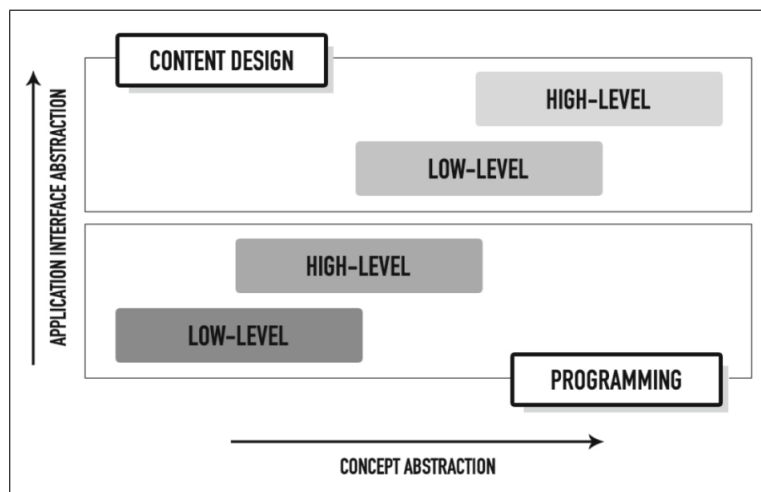 CONTENT DESIGN
HIGH-LEVEL
LOW-LEVEL
HIGH-LEVEL
LOW-LEVEL
PROGRAMMING
APPLICATION INTERFACE ABSTRACTION
CONCEPT ABSTRACTION